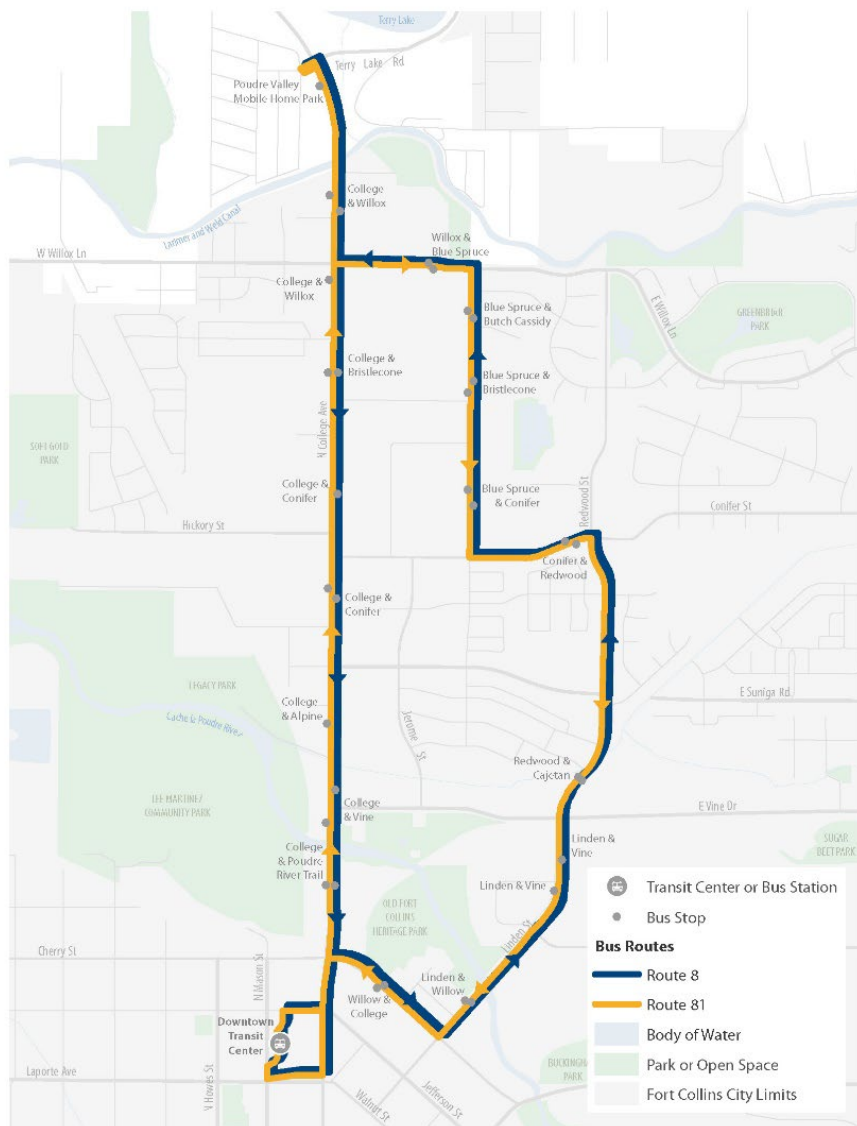 Terry Lake
Terry Lake Rd
Poudre Valley
Mobile Home Park
College
& Willox
Larimer and Weld Canal
W Willox Ln
Willox &
Blue Spruce
College &
Willox
Blue Spruce &
Butch Cassidy
E Willox Ln
GREENBRIAR
PARK
College &
Bristlecone
Blue Spruce &
Bristlecone
N College Ave
SOFT GOLD
PARK
College &
Conifer
Blue Spruce
& Conifer
Redwood St
Conifer St
Hickory St
Conifer &
Redwood
College &
Conifer
LEGACY PARK
E Suniga Rd
College
& Alpine
Jerome St
Cache & Poudre River
Redwood &
Cajetan
LEE MARTINEZ
COMMUNITY PARK
College
& Vine
E Vine Dr
Linden &
Vine
SUGAR
BEET PARK
College
& Poudre
River Trail
Linden & Vine
OLD FORT
COLLINS
HERITAGE PARK
Linden St
Cherry St
N Mason St
Linden &
Willow
Willow &
College
Downtown
Transit
Center
BUCKINGHAM
PARK
Laporte Ave
N Howes St
Walnut St
Jefferson St
Transit Center or Bus Station
Bus Stop
Bus Routes
Route 8
Route 81
Body of Water
Park or Open Space
Fort Collins City Limits